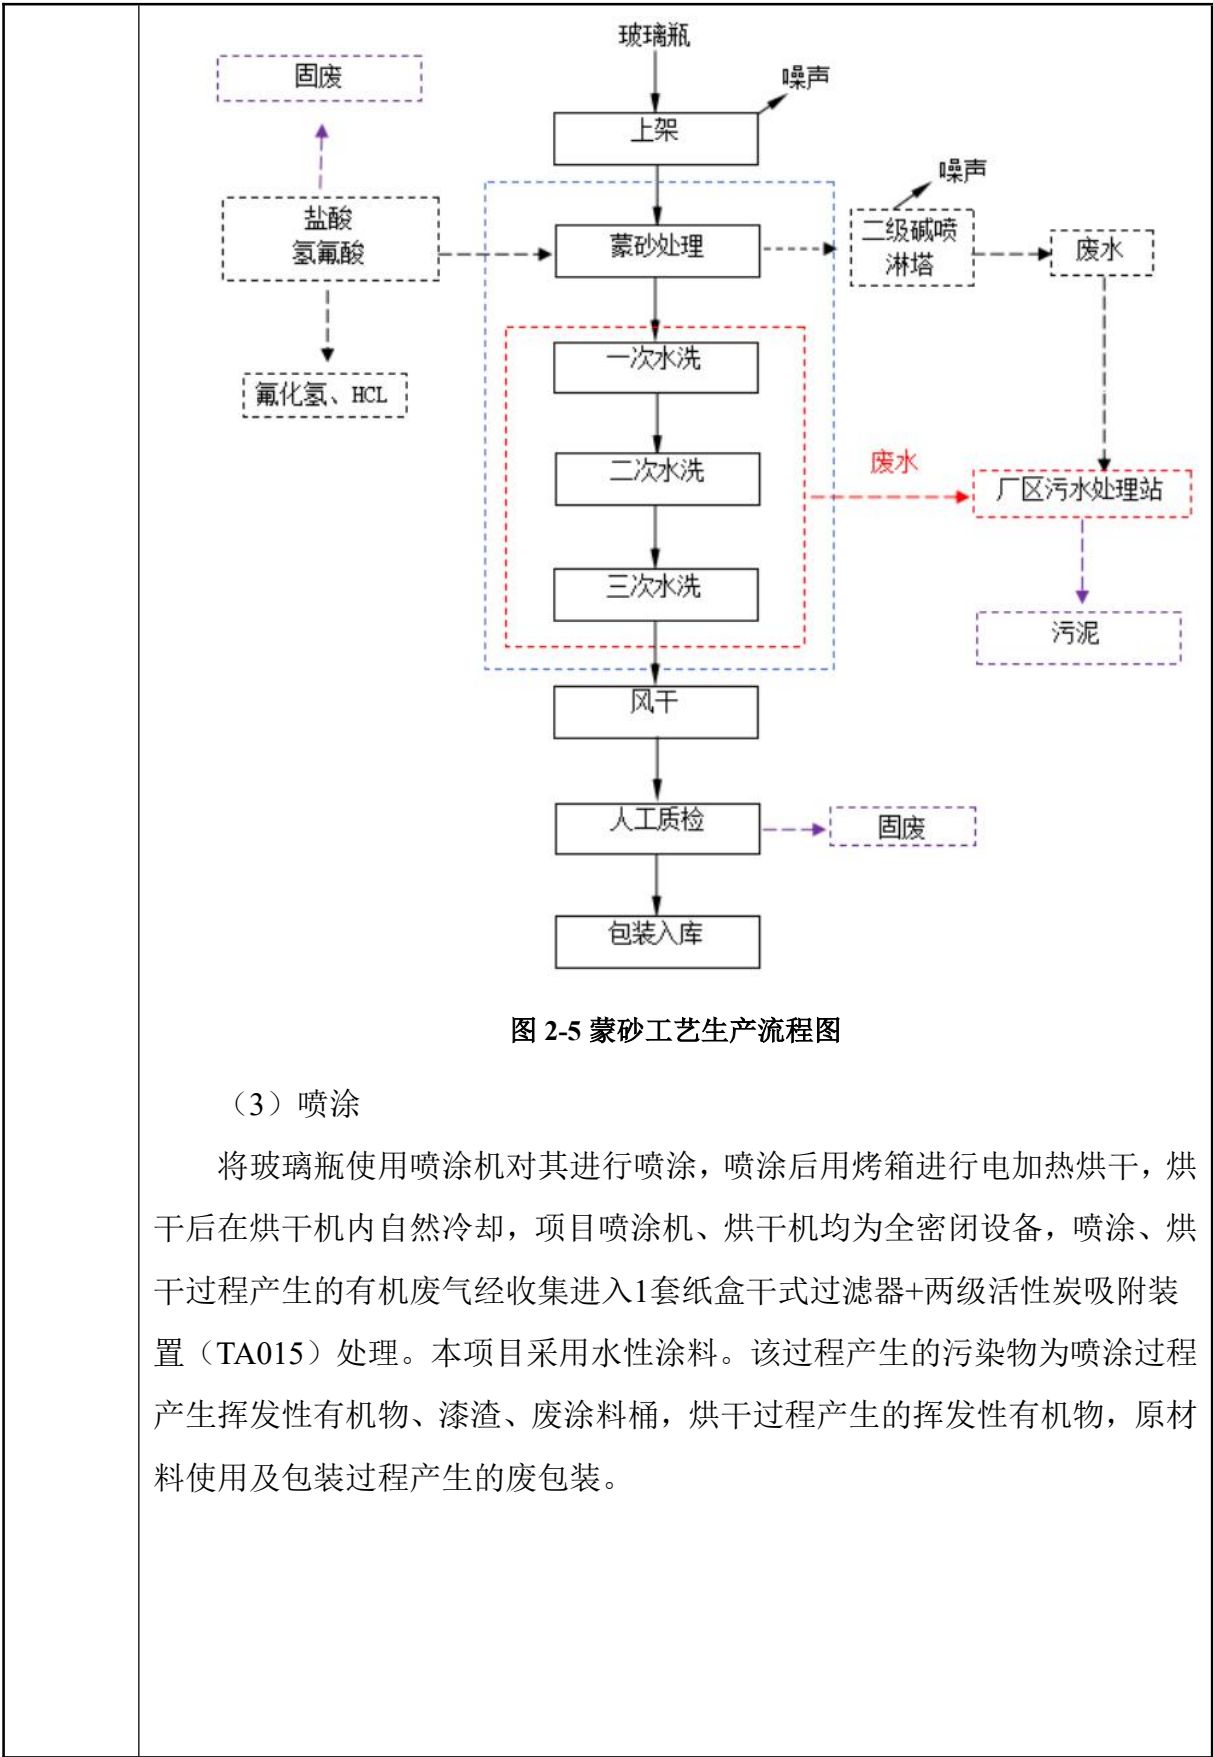 玻璃瓶
固废
噪声
上架
噪声
盐酸
氢氟酸
蒙砂处理
二级碱喷
淋塔
废水
一次水洗
氟化氢、HCL
二次水洗
废水
厂区污水处理站
三次水洗
污泥
风干
人工质检
固废
包装入库
图 2-5 蒙砂工艺生产流程图
（3）喷涂
将玻璃瓶使用喷涂机对其进行喷涂，喷涂后用烤箱进行电加热烘干，烘
干后在烘干机内自然冷却，项目喷涂机、烘干机均为全密闭设备，喷涂、烘
干过程产生的有机废气经收集进入1套纸盒干式过滤器+两级活性炭吸附装
置（TA015）处理。本项目采用水性涂料。该过程产生的污染物为喷涂过程
产生挥发性有机物、漆渣、废涂料桶，烘干过程产生的挥发性有机物，原材
料使用及包装过程产生的废包装。